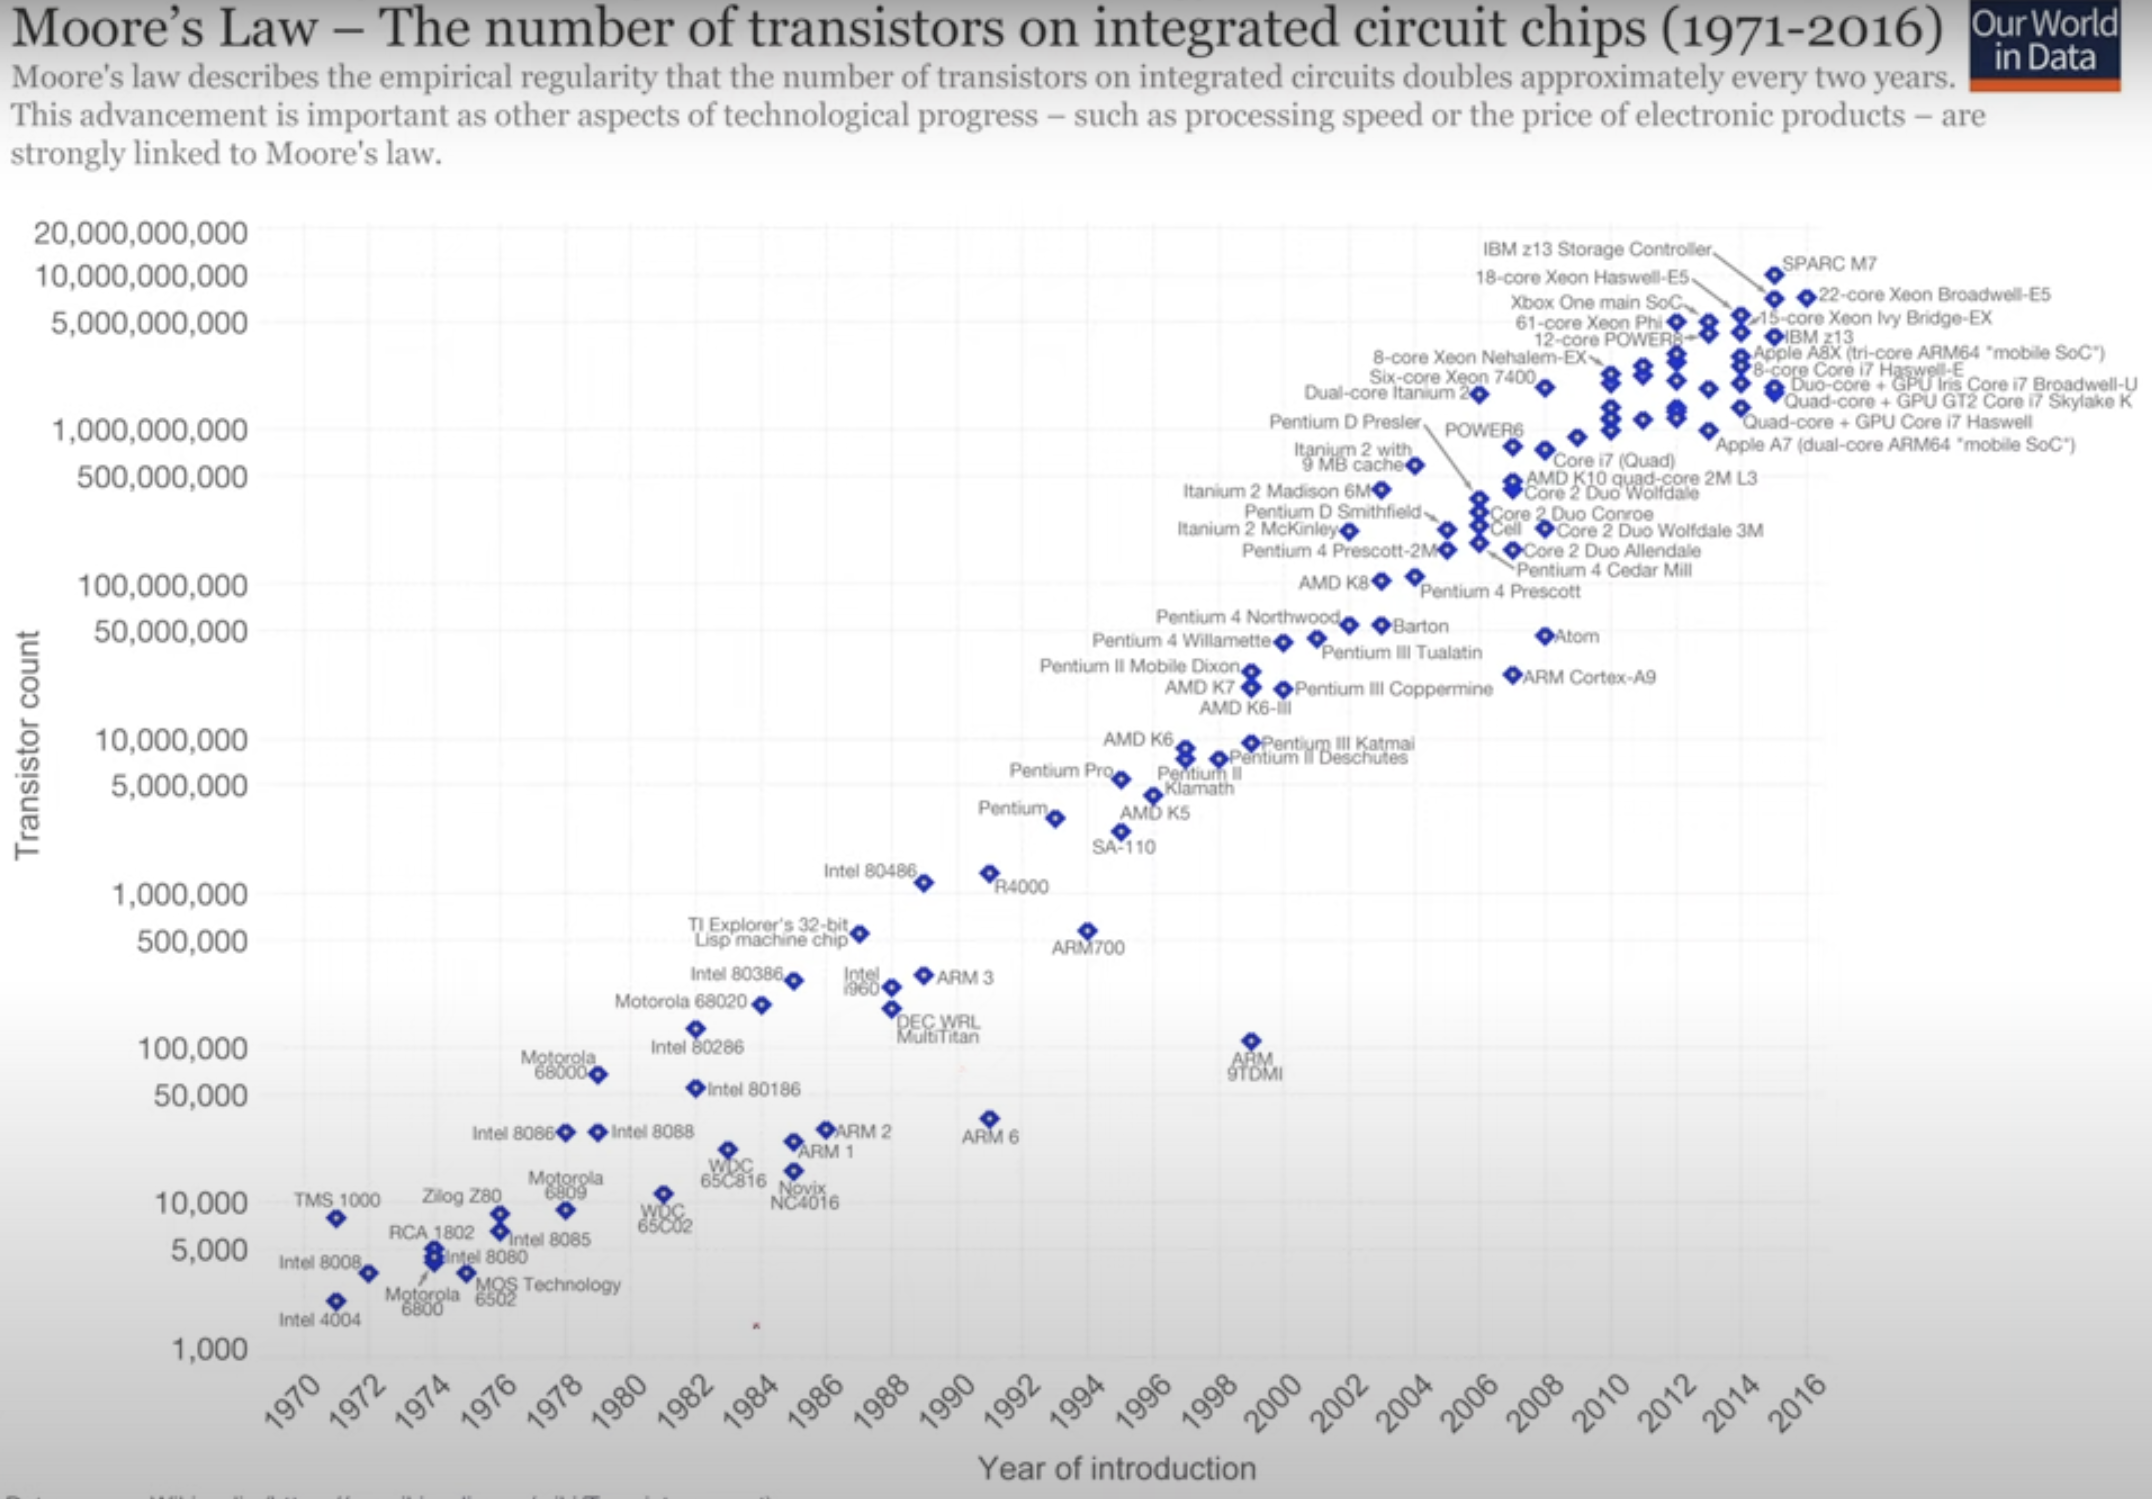 Moore's Law – The number of transistors on integrated circuit chips (1971-2016)
Our World
in Data
Moore's law describes the empirical regularity that the number of transistors on integrated circuits doubles approximately every two years.
This advancement is important as other aspects of technological progress – such as processing speed or the price of electronic products – are
strongly linked to Moore's law.
20,000,000,000
10,000,000,000
5,000,000,000
1,000,000,000
500,000,000
100,000,000
50,000,000
10,000,000
5,000,000
1,000,000
500,000
100,000
50,000
10,000
5,000
1,000
Transistor count
IBM z13 Storage Controller
SPARC M7
18-core Xeon Haswell-E5
22-core Xeon Broadwell-E5
Xbox One main SoC
61-core Xeon Phi
15-core Xeon Ivy Bridge-EX
12-core POWER8
IBM z13
8-core Xeon Nehalem-EX
Apple A8X (tri-core ARM64 "mobile SoC")
Six-core Xeon 7400
8-core Core i7 Haswell-E
Dual-core Itanium 2
Duo-core + GPU Iris Core i7 Broadwell-U
Quad-core + GPU GT2 Core i7 Skylake K
Pentium D Presler
POWER6
Quad-core + GPU Core i7 Haswell
Apple A7 (dual-core ARM64 "mobile SoC")
Itanium 2 with
9 MB cache
Core i7 (Quad)
AMD K10 quad-core 2M L3
Itanium 2 Madison 6M
Core 2 Duo Wolfdale
Pentium D Smithfield
Core 2 Duo Conroe
Itanium 2 McKinley
Cell
Core 2 Duo Wolfdale 3M
Pentium 4 Prescott-2M
Core 2 Duo Allendale
Pentium 4 Cedar Mill
AMD K8
Pentium 4 Prescott
Pentium 4 Northwood
Barton
Atom
Pentium 4 Willamette
Pentium III Tualatin
Pentium II Mobile Dixon
ARM Cortex-A9
AMD K7
Pentium III Coppermine
AMD K6-III
AMD K6
Pentium III Katmai
Pentium II Deschutes
Pentium Pro
Pentium II
Klamath
Pentium
AMD K5
SA-110
Intel 80486
R4000
TI Explorer's 32-bit
Lisp machine chip
ARM700
Intel 80386
Intel
i960
ARM 3
Motorola 68020
DEC WRL
MultiTitan
Intel 80286
ARM
9TDMI
Motorola
68000
Intel 80186
Intel 8086
Intel 8088
ARM 2
ARM 6
ARM 1
WDC
65C816
Novix
NC4016
Motorola
6809
TMS 1000
Zilog Z80
WDC
65C02
RCA 1802
Intel 8085
Intel 8080
Intel 8008
MOS Technology
6502
Motorola
6800
Intel 4004
1970
1972
1974
1976
1978
1980
1982
1984
1986
1988
1990
1992
1994
1996
1998
2000
2002
2004
2006
2008
2010
2012
2014
2016
Year of introduction